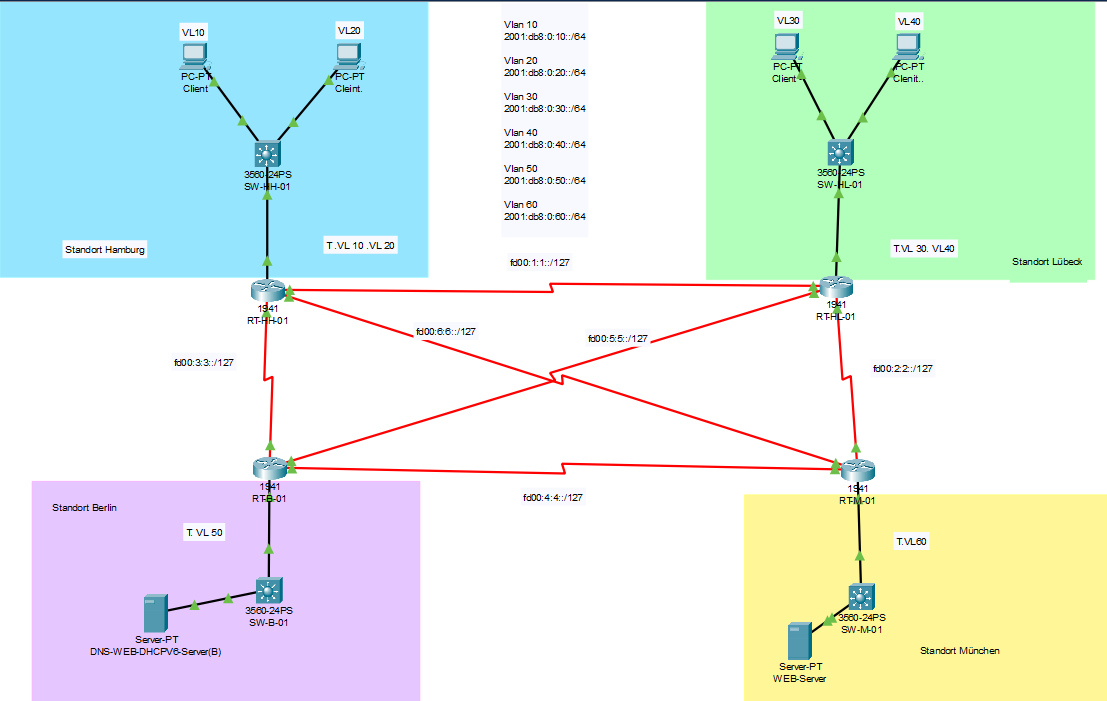 VL10
VL20
PC-PT
Client
PC-PT
Cleint.
3560-24PS
SW-HH-01
Standort Hamburg
T .VL 10 .VL 20
Vlan 10
2001:db8:0:10::/64
Vlan 20
2001:db8:0:20::/64
Vlan 30
2001:db8:0:30::/64
Vlan 40
2001:db8:0:40::/64
Vlan 50
2001:db8:0:50::/64
Vlan 60
2001:db8:0:60::/64
VL30
VL40
PC-PT
Client
PC-PT
Clenit..
3560-24PS
SW-HL-01
T.VL 30. VL40
Standort Lübeck
fd00:1:1::/127
1941
RT-HH-01
1941
RT-HL-01
fd00:6:6::/127
fd00:5:5::/127
fd00:3:3::/127
fd00:2:2::/127
1941
RT-B-01
1941
RT-M-01
fd00:4:4::/127
Standort Berlin
T. VL 50
3560-24PS
SW-B-01
Server-PT
DNS-WEB-DHCPV6-Server(B)
T.VL60
3560-24PS
SW-M-01
Server-PT
WEB-Server
Standort München